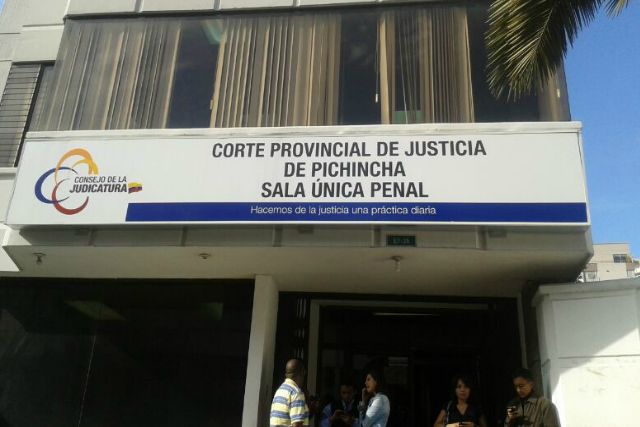 CONSEJO DE LA
JUDICATURA
CORTE PROVINCIAL DE JUSTICIA
DE PICHINCHA
SALA ÚNICA PENAL
Hacemos de la justicia una práctica diaria